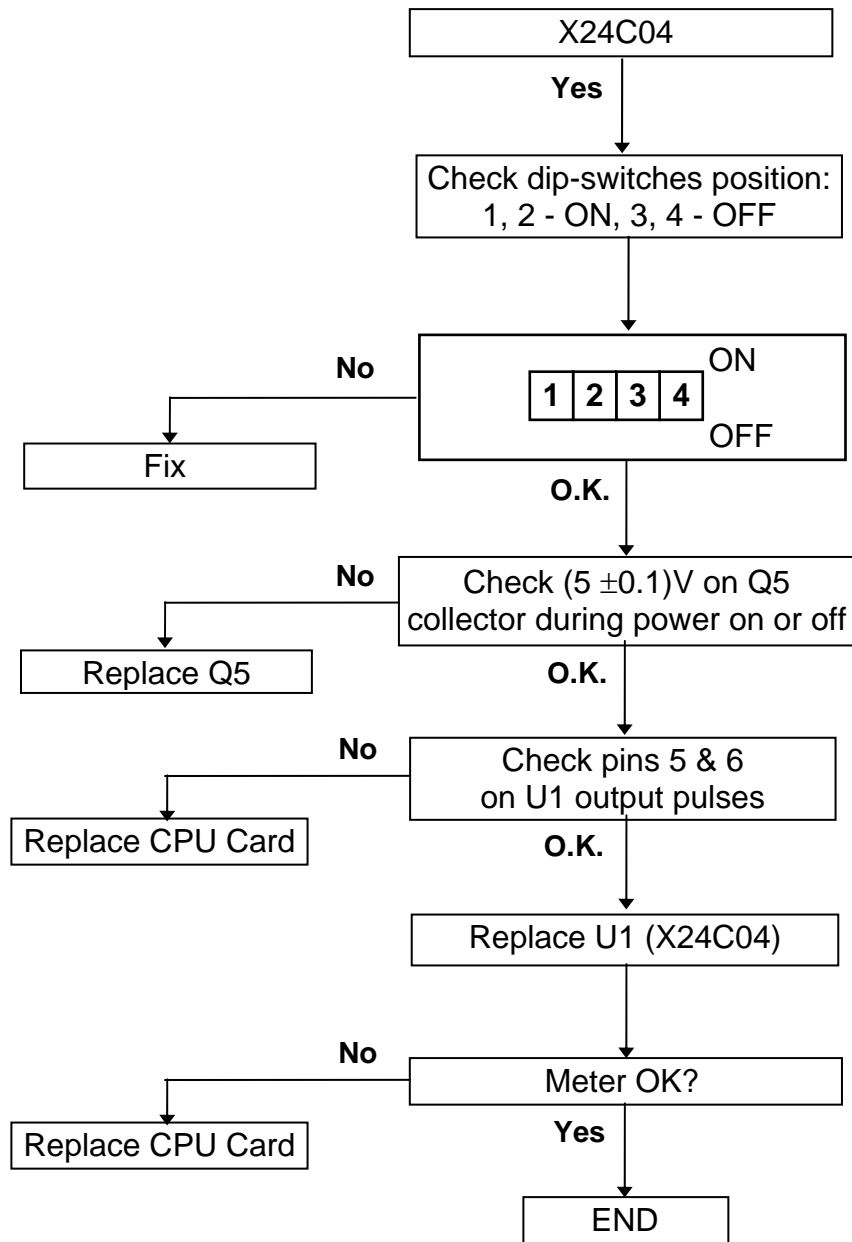 X24C04
Yes
Check dip-switches position:
1, 2 - ON, 3, 4 - OFF
No
ON
1 2 3 4
OFF
Fix
O.K.
No
Check (5 ±0.1)V on Q5
collector during power on or off
Replace Q5
O.K.
No
Check pins 5 & 6
on U1 output pulses
Replace CPU Card
O.K.
Replace U1 (X24C04)
No
Meter OK?
Replace CPU Card
Yes
END